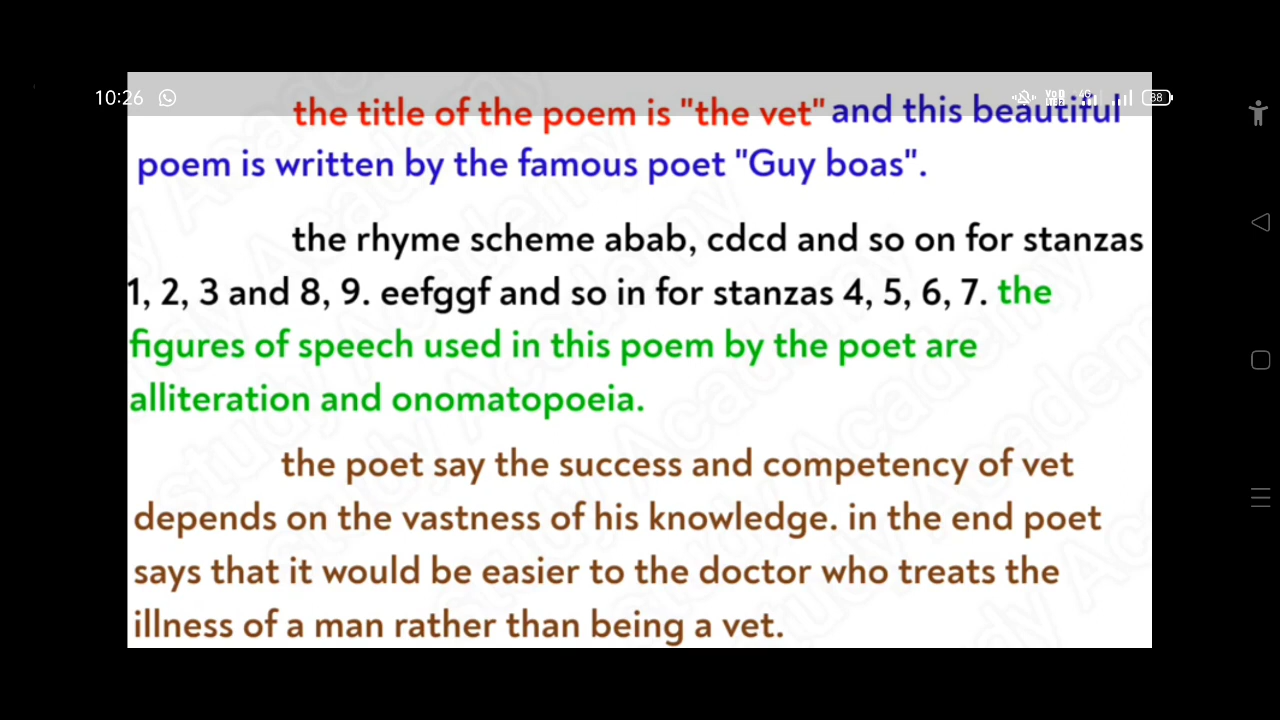 10:26
88
the title of the poem is "the vet" and this beautiful
poem is written by the famous poet "Guy boas".
the rhyme scheme abab, cdcd and so on for stanzas
1, 2, 3 and 8, 9. eefggf and so in for stanzas 4, 5, 6, 7. the
figures of speech used in this poem by the poet are
alliteration and onomatopoeia.
the poet say the success and competency of vet
depends on the vastness of his knowledge. in the end poet
says that it would be easier to the doctor who treats the
illness of a man rather than being a vet.